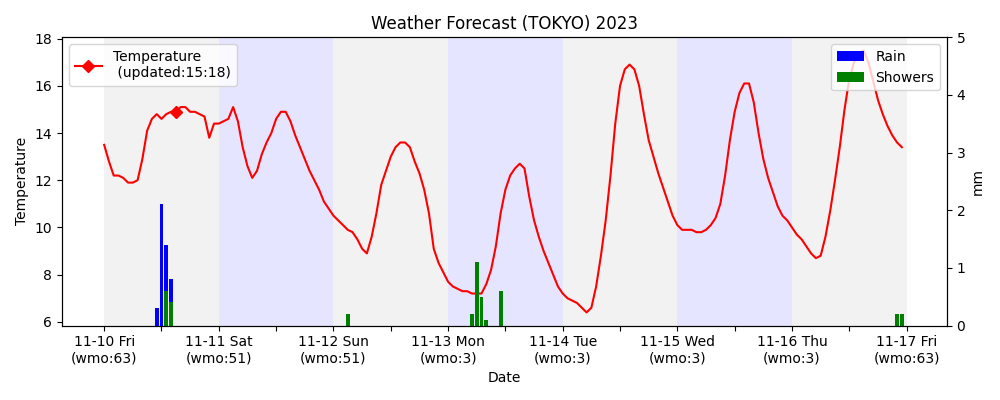 Weather Forecast (TOKYO) 2023
Temperature
(updated:15:18)
Rain
Showers
Temperature
18
16
14
12
10
8
6
5
4
3
2
1
0
mm
11-10 Fri
(wmo:63)
11-11 Sat
(wmo:51)
11-12 Sun
(wmo:51)
11-13 Mon
(wmo:3)
11-14 Tue
(wmo:3)
11-15 Wed
(wmo:3)
11-16 Thu
(wmo:3)
11-17 Fri
(wmo:63)
Date